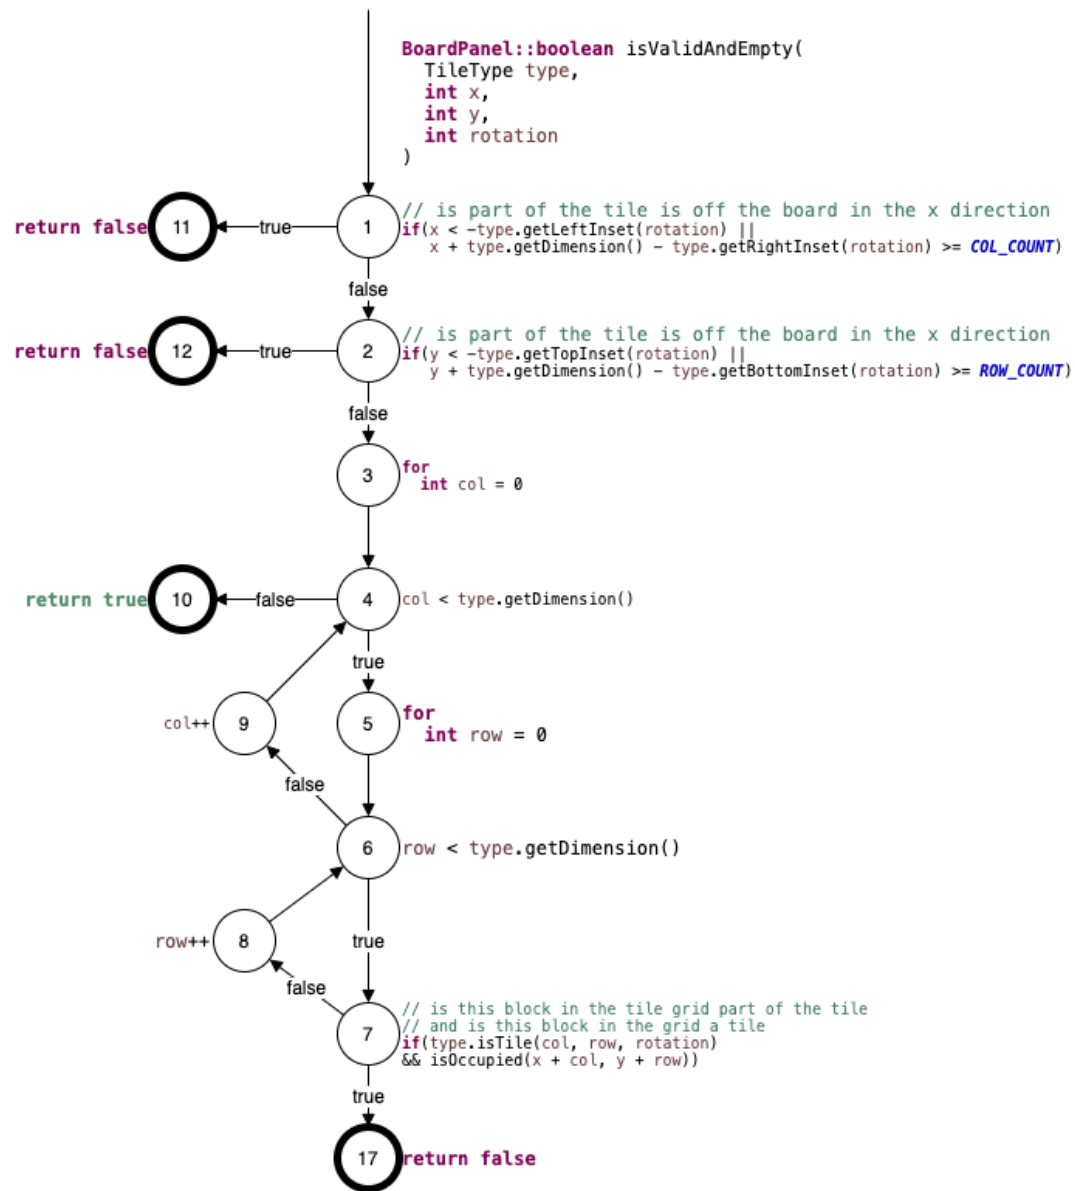 BoardPanel::boolean isValidAndEmpty(
TileType type,
int x,
int y,
int rotation
)
return false
11
true
1
// is part of the tile is off the board in the x direction
if(x < -type.getLeftInset(rotation) ||
x + type.getDimension() - type.getRightInset(rotation) >= COL_COUNT)
false
return false
12
true
2
// is part of the tile is off the board in the x direction
if(y < -type.getTopInset(rotation) ||
y + type.getDimension() - type.getBottomInset(rotation) >= ROW_COUNT)
false
3
for
int col = 0
return true
10
false
4
col < type.getDimension()
true
col++
9
5
for
int row = 0
false
6
row < type.getDimension()
row++
8
true
false
7
// is this block in the tile grid part of the tile
// and is this block in the grid a tile
if(type.isTile(col, row, rotation)
&& isOccupied(x + col, y + row))
true
17
return false